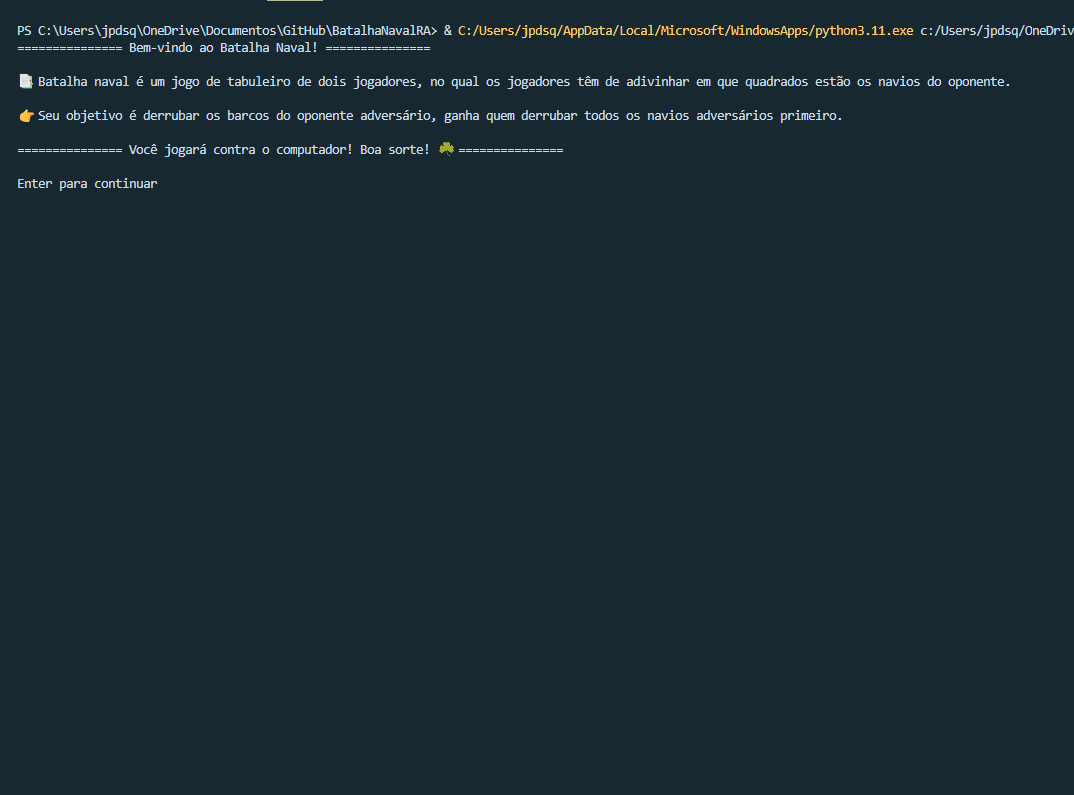 PS C:\Users\jpdsq\OneDrive\Documentos\GitHub\BatalhaNavalRA> & C:/Users/jpdsq/AppData/Local/Microsoft/WindowsApps/python3.11.exe c:/Users/jpdsq/OneDriv
=============== Bem-vindo ao Batalha Naval! ===============
📑 Batalha naval é um jogo de tabuleiro de dois jogadores, no qual os jogadores têm de adivinhar em que quadrados estão os navios do oponente.
👉 Seu objetivo é derrubar os barcos do oponente adversário, ganha quem derrubar todos os navios adversários primeiro.
=============== Você jogará contra o computador! Boa sorte! ☘️ ===============
Enter para continuar